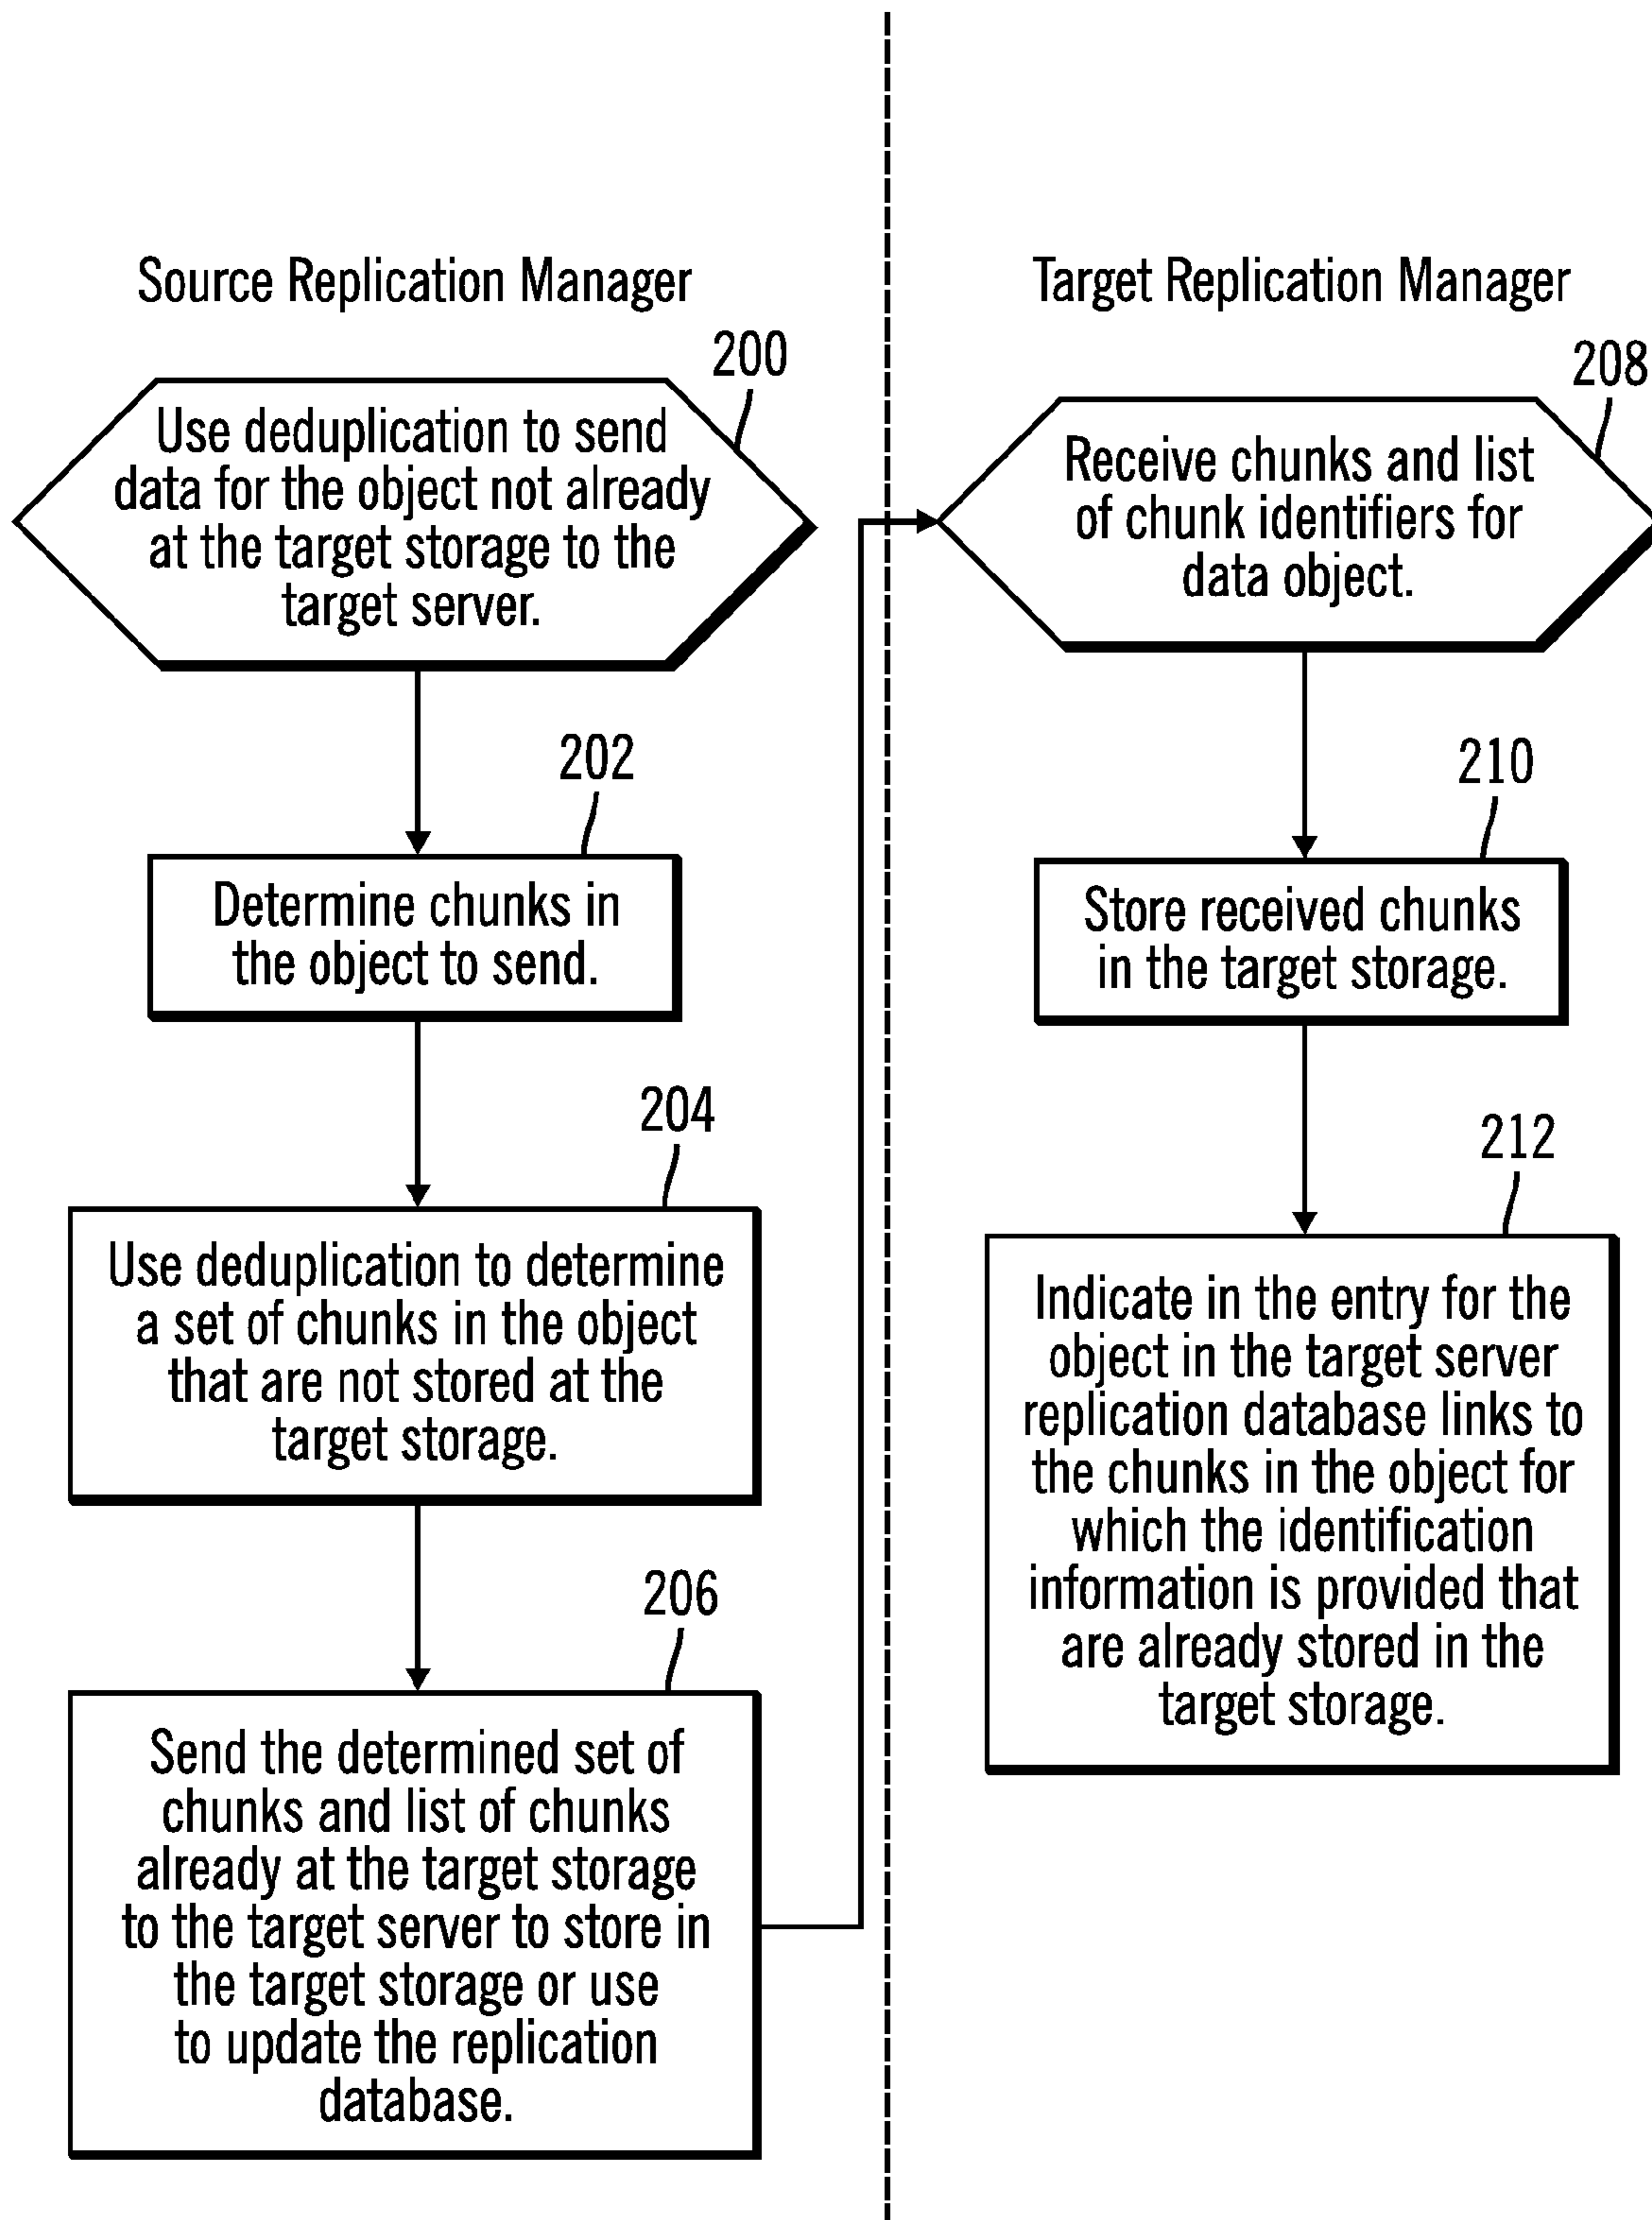 Source Replication Manager
200
Use deduplication to send
data for the object not already
at the target storage to the
target server.
202
Determine chunks in
the object to send.
204
Use deduplication to determine
a set of chunks in the object
that are not stored at the
target storage.
206
Send the determined set of
chunks and list of chunks
already at the target storage
to the target server to store in
the target storage or use
to update the replication
database.
Target Replication Manager
208
Receive chunks and list
of chunk identifiers for
data object.
210
Store received chunks
in the target storage.
212
Indicate in the entry for the
object in the target server
replication database links to
the chunks in the object for
which the identification
information is provided that
are already stored in the
target storage.